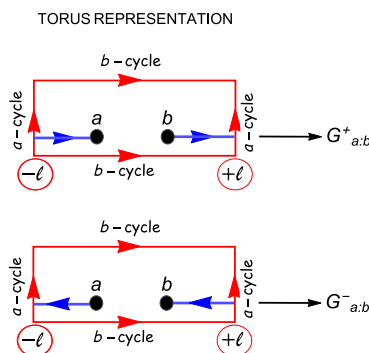 TORUS REPRESENTATION
b-cycle
a-cycle
a
b
a-cycle
G⁺a:b
b-cycle
−ℓ
+ℓ
b-cycle
a-cycle
a
b
a-cycle
G⁻a:b
b-cycle
−ℓ
+ℓ